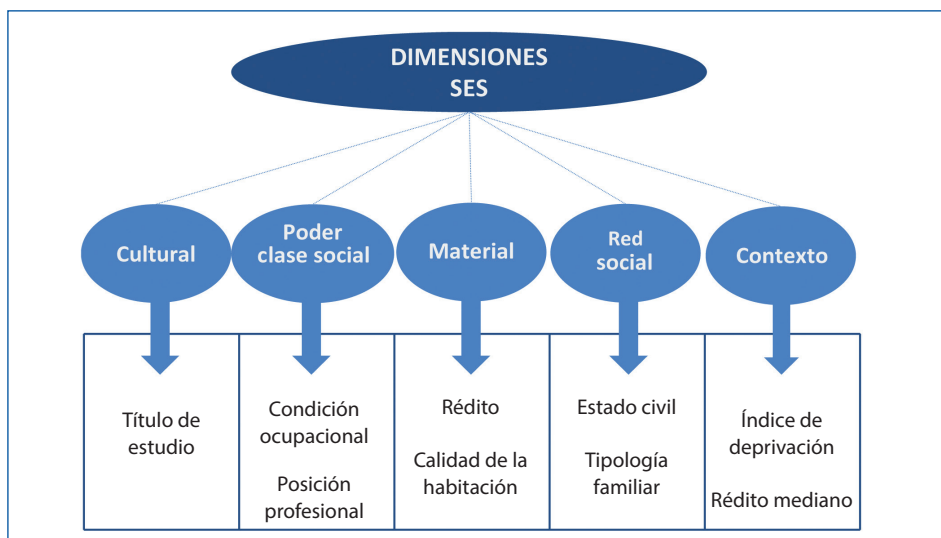 DIMENSIONES
SES
Cultural
Poder
clase social
Material
Red
social
Contexto
Título de
estudio
Condición
ocupacional
Posición
profesional
Rédito
Calidad de la
habitación
Estado civil
Tipología
familiar
Índice de
deprivación
Rédito mediano